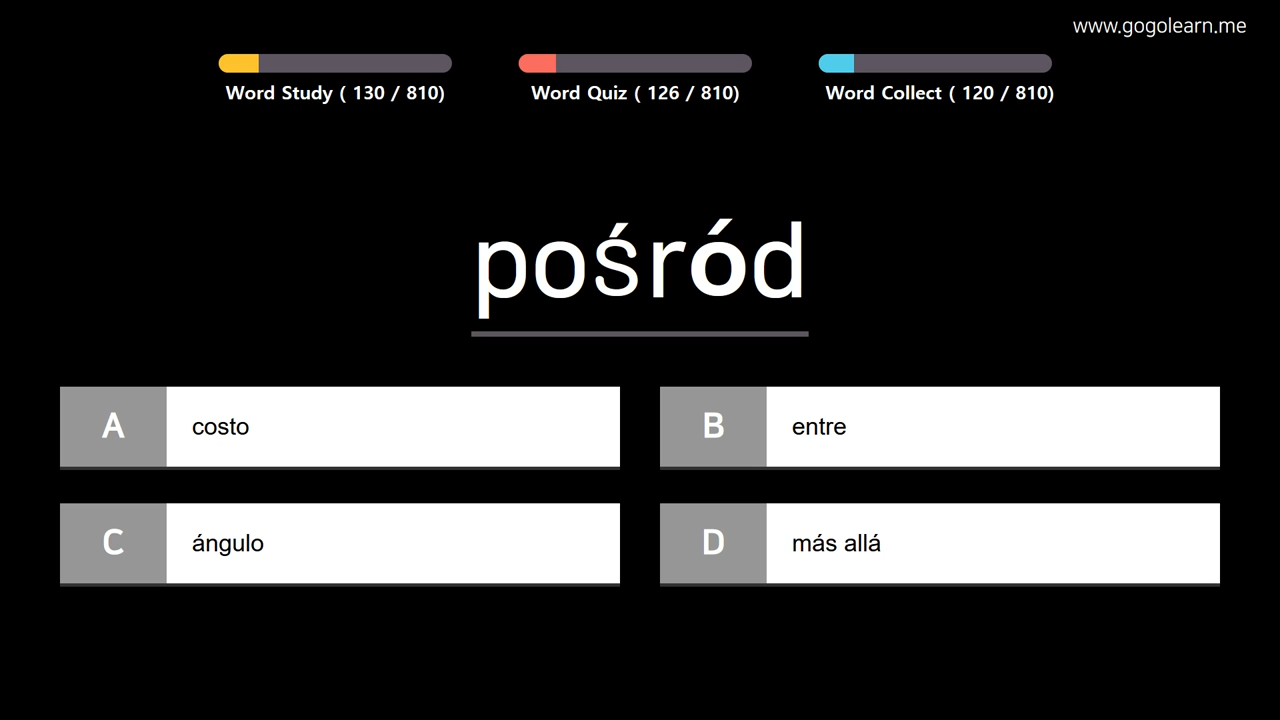 www.gogolearn.me
Word Study ( 130 / 810)
Word Quiz ( 126 / 810)
Word Collect ( 120 / 810)
pośród
A costo
B entre
C ángulo
D más allá